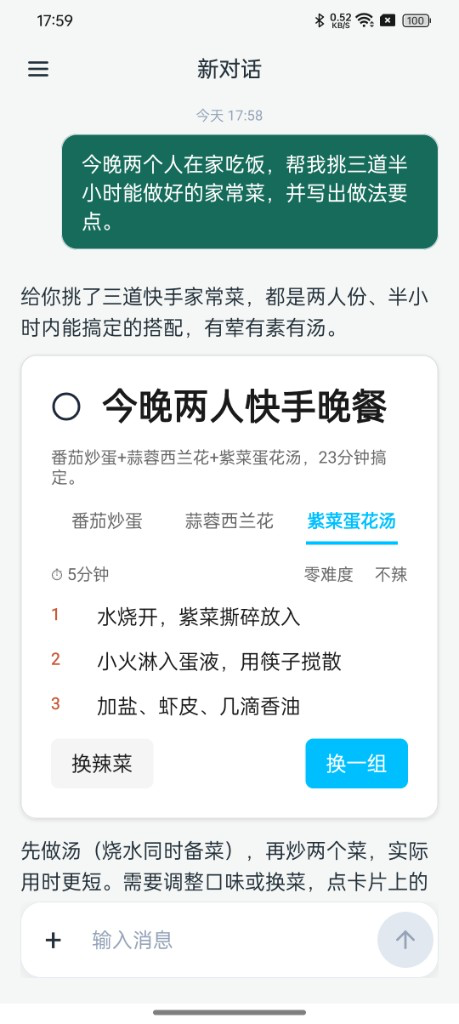 17:59
0.52
KB/S
100
新对话
今天 17:58
今晚两个人在家吃饭，帮我挑三道半
小时能做好的家常菜，并写出做法要
点。
给你挑了三道快手家常菜，都是两人份、半小
时内能搞定的搭配，有荤有素有汤。
今晚两人快手晚餐
番茄炒蛋+蒜蓉西兰花+紫菜蛋花汤，23分钟搞
定。
番茄炒蛋 蒜蓉西兰花 紫菜蛋花汤
5分钟 零难度 不辣
1 水烧开，紫菜撕碎放入
2 小火淋入蛋液，用筷子搅散
3 加盐、虾皮、几滴香油
换辣菜 换一组
先做汤（烧水同时备菜），再炒两个菜，实际
用时更短。需要调整口味或换菜，点卡片上的
输入消息